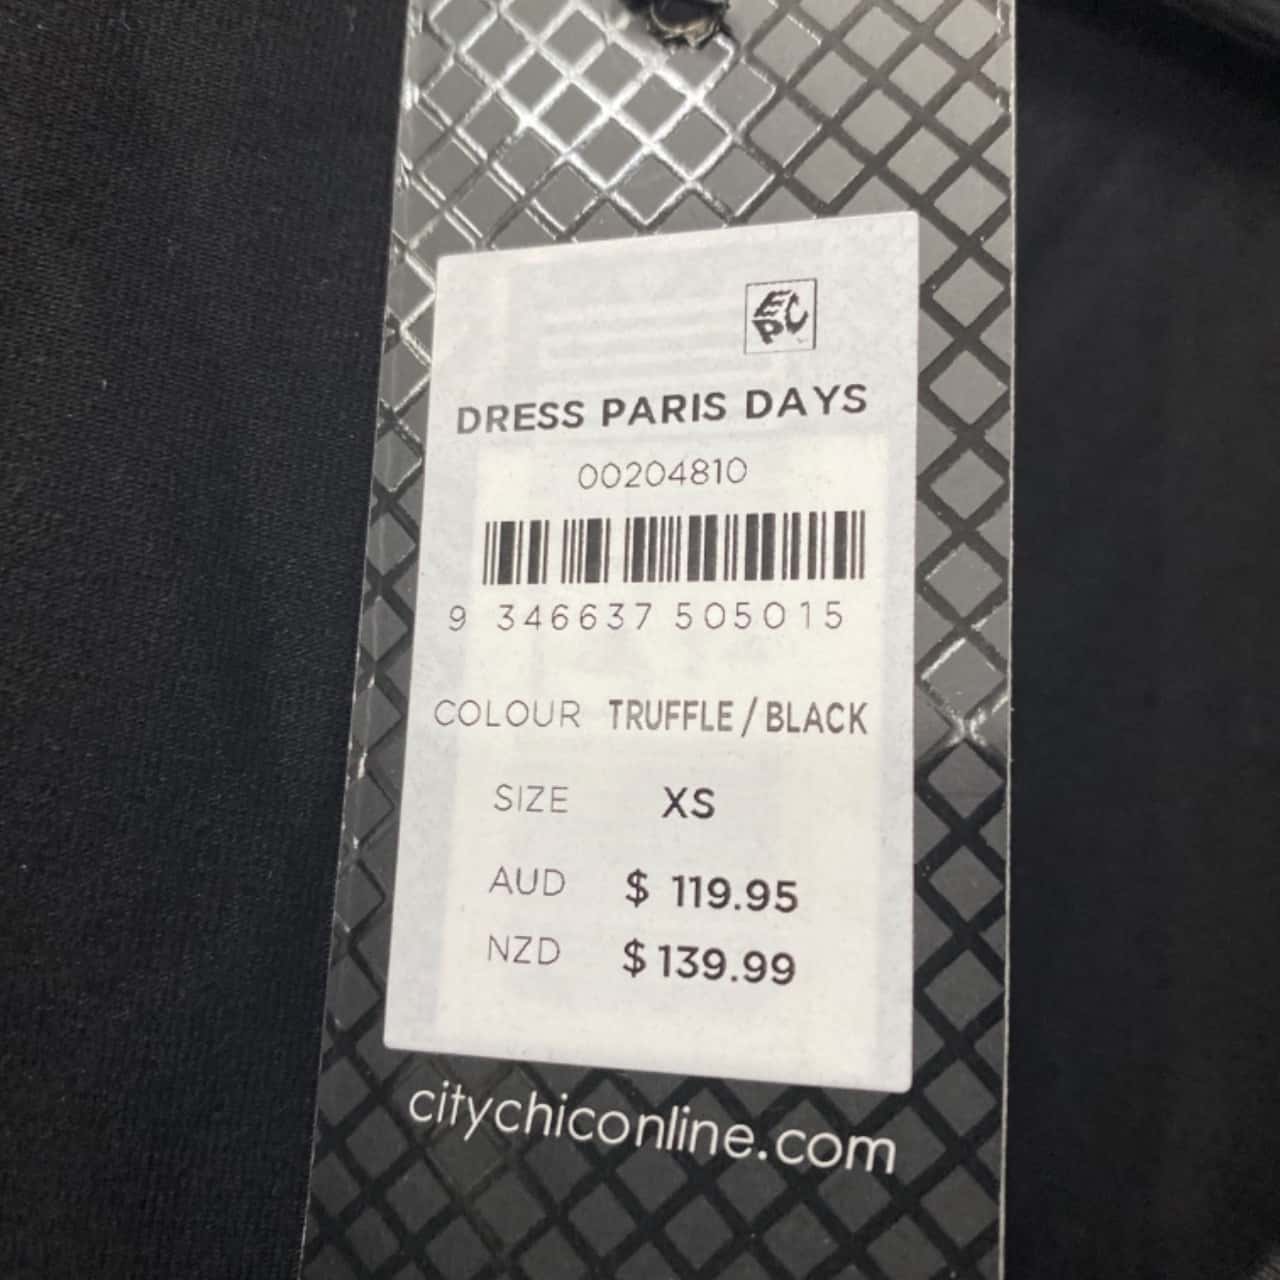 ECPC
DRESS PARIS DAYS
00204810
9 346637 505015
COLOUR TRUFFLE / BLACK
SIZE XS
AUD $ 119.95
NZD $ 139.99
citychiconline.com